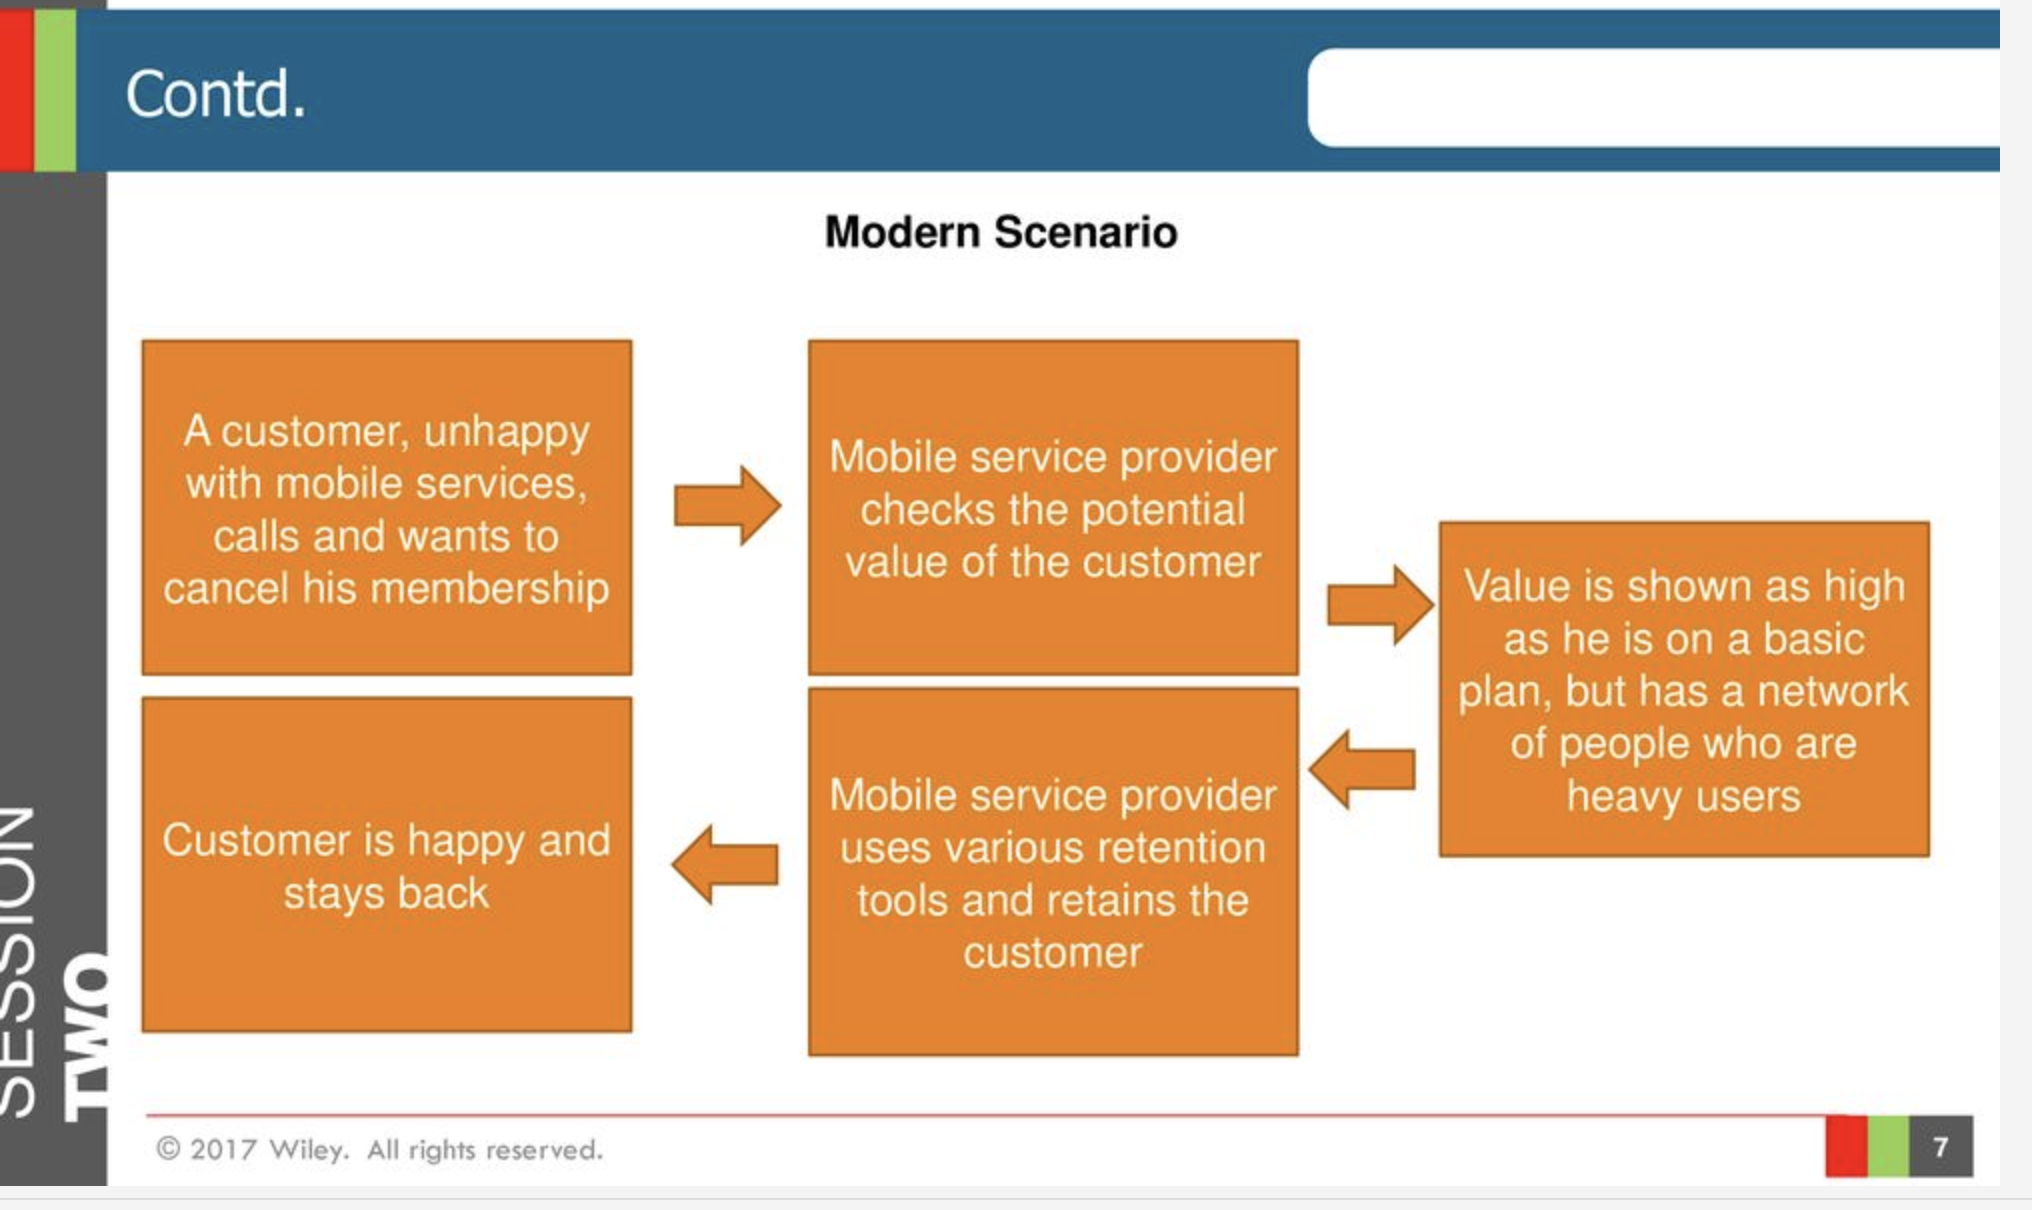 Contd.
Modern Scenario
A customer, unhappy
with mobile services,
calls and wants to
cancel his membership
Mobile service provider
checks the potential
value of the customer
Value is shown as high
as he is on a basic
plan, but has a network
of people who are
heavy users
Mobile service provider
uses various retention
tools and retains the
customer
Customer is happy and
stays back
SESSION
TWO
© 2017 Wiley. All rights reserved.
7